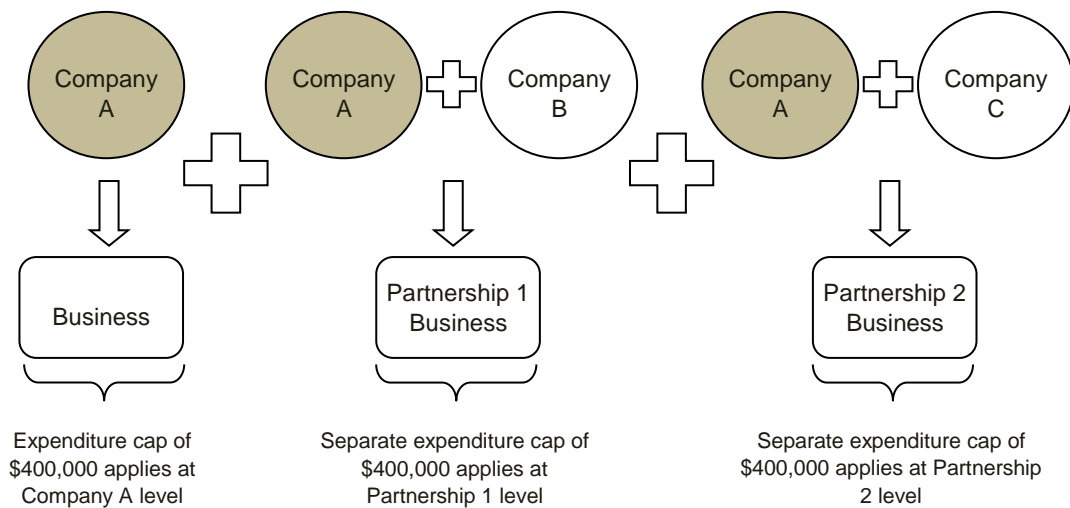 Company
A
Company
A
Company
B
Company
A
Company
C
Business
Partnership 1
Business
Partnership 2
Business
Expenditure cap of
$400,000 applies at
Company A level
Separate expenditure cap of
$400,000 applies at
Partnership 1 level
Separate expenditure cap of
$400,000 applies at Partnership
2 level